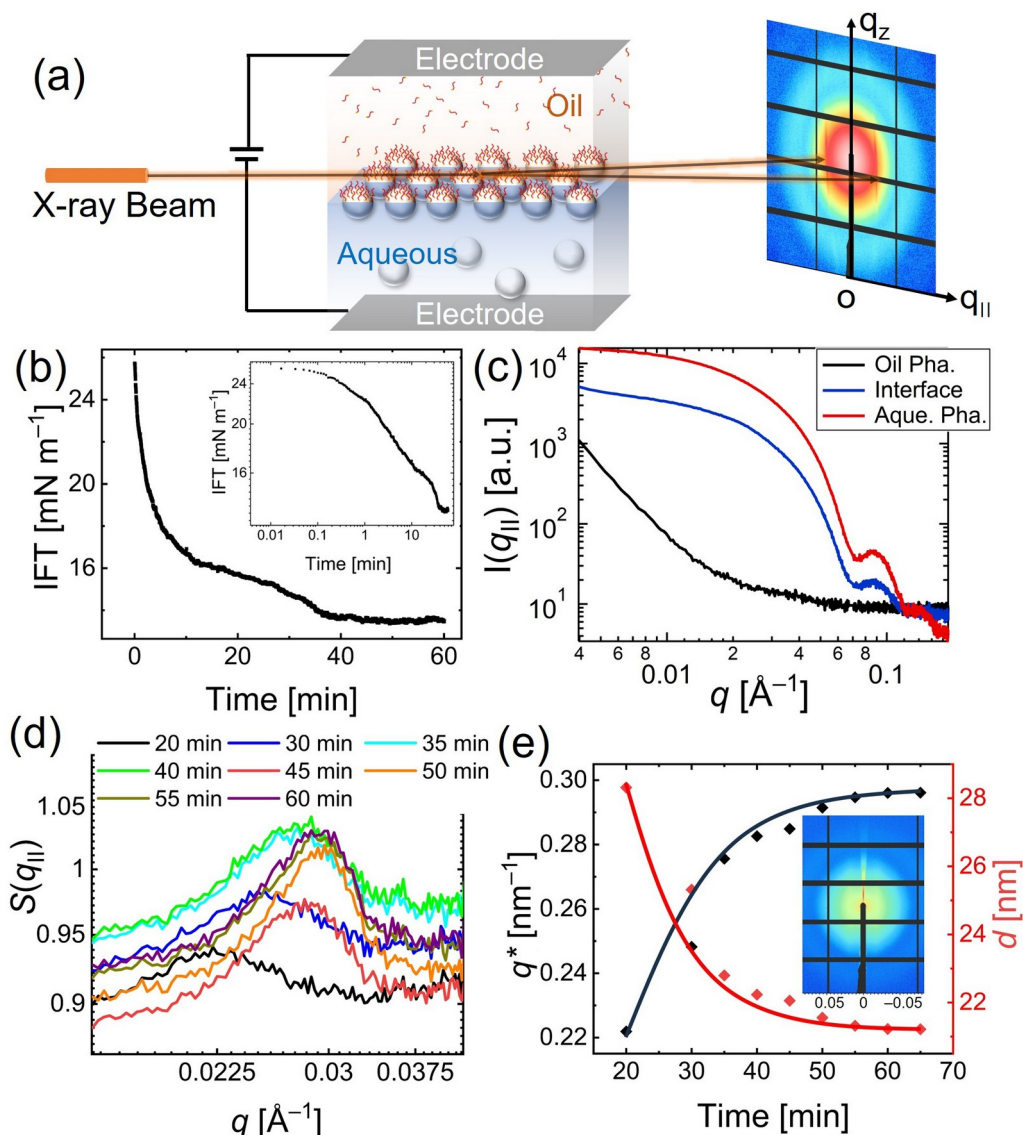 (a)
Electrode
Oil
X-ray Beam
Aqueous
Electrode
qz
o
q||
(b)
IFT [mN m⁻¹]
24
20
16
0
20
40
60
Time [min]
IFT [mN m⁻¹]
24
20
16
0.01
0.1
1
10
Time [min]
(c)
Oil Pha.
Interface
Aque. Pha.
I(q||) [a.u.]
10⁴
10³
10²
10¹
4
6
8
0.01
2
4
6
8
0.1
q [Å⁻¹]
(d)
20 min
30 min
35 min
40 min
45 min
50 min
55 min
60 min
S(q||)
1.05
1
0.95
0.9
0.0225
0.03
0.0375
q [Å⁻¹]
(e)
q* [nm⁻¹]
0.30
0.28
0.26
0.24
0.22
20
30
40
50
60
70
Time [min]
28
26
24
22
d [nm]
0.05
0
-0.05